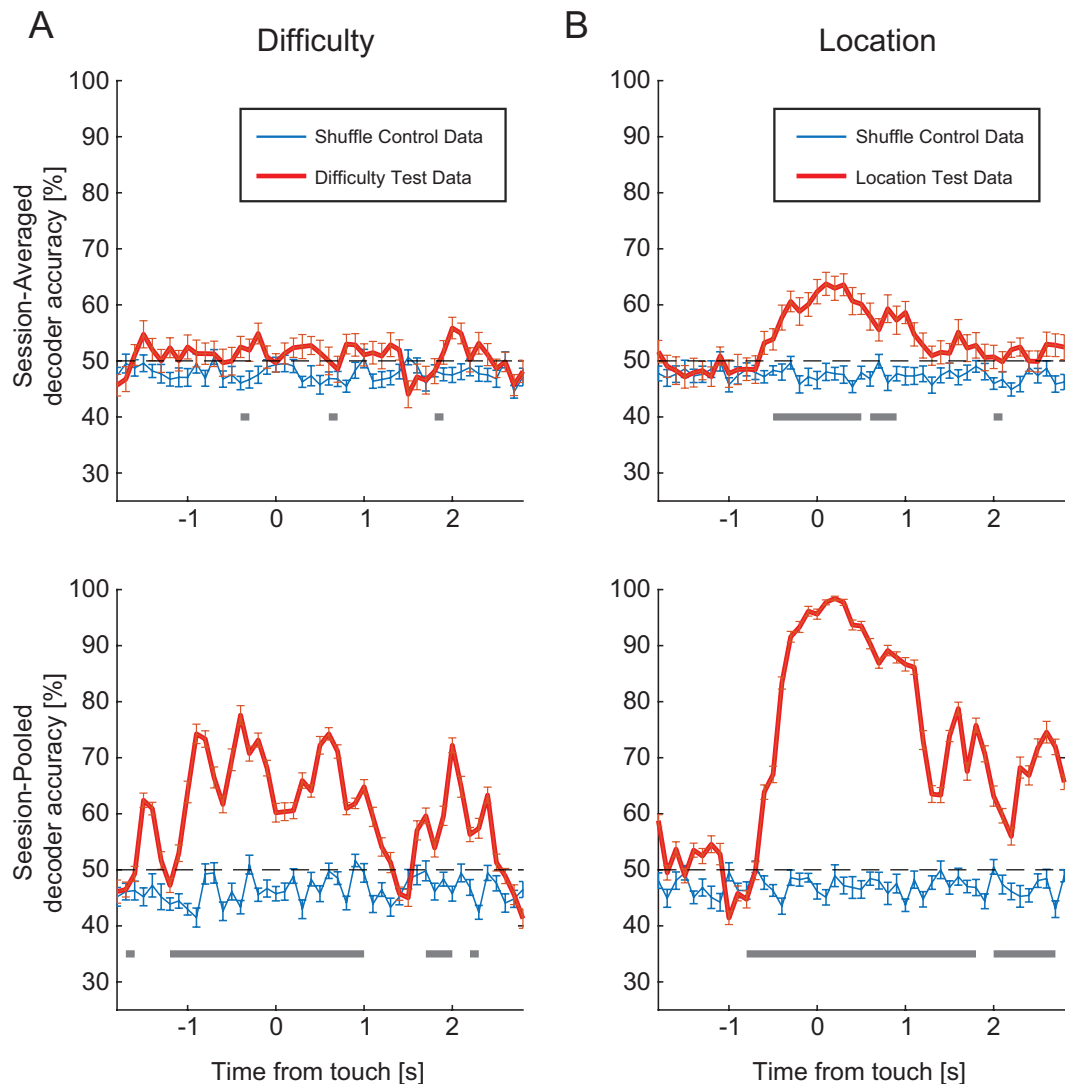 A
Difficulty
B
Location
Session-Averaged
decoder accuracy [%]
100
90
80
70
60
50
40
30
Shuffle Control Data
Difficulty Test Data
-1 0 1 2
100
90
80
70
60
50
40
30
Shuffle Control Data
Location Test Data
-1 0 1 2
Session-Pooled
decoder accuracy [%]
100
90
80
70
60
50
40
30
-1 0 1 2
Time from touch [s]
100
90
80
70
60
50
40
30
-1 0 1 2
Time from touch [s]